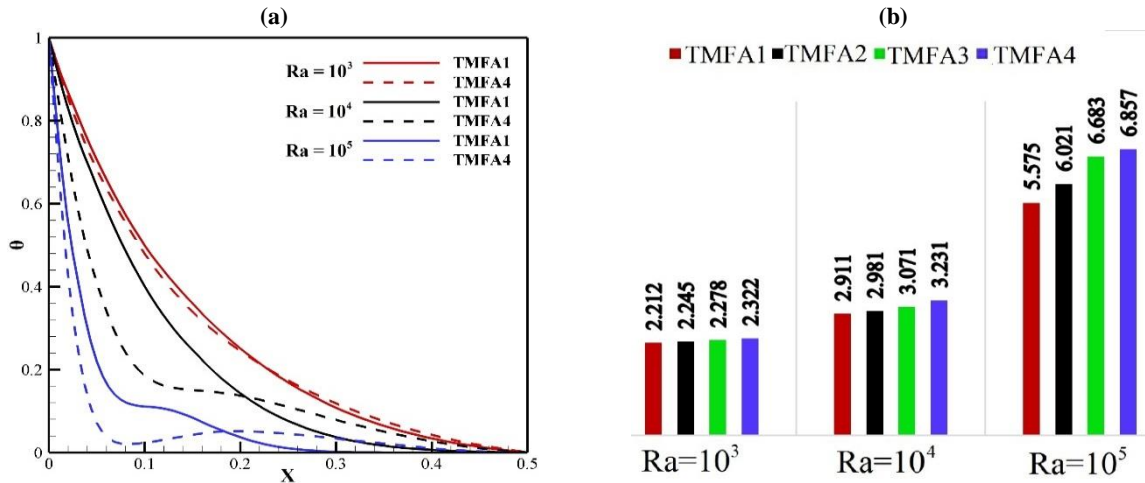 (a)
1
0.8
0.6
0.4
0.2
0
θ
Ra = 10³ TMFA1
TMFA4
Ra = 10⁴ TMFA1
TMFA4
Ra = 10⁵ TMFA1
TMFA4
0 0.1 0.2 0.3 0.4 0.5
X
(b)
TMFA1 TMFA2 TMFA3 TMFA4
2.212 2.245 2.278 2.322
2.911 2.981 3.071 3.231
5.575 6.021 6.683 6.857
Ra=10³ Ra=10⁴ Ra=10⁵